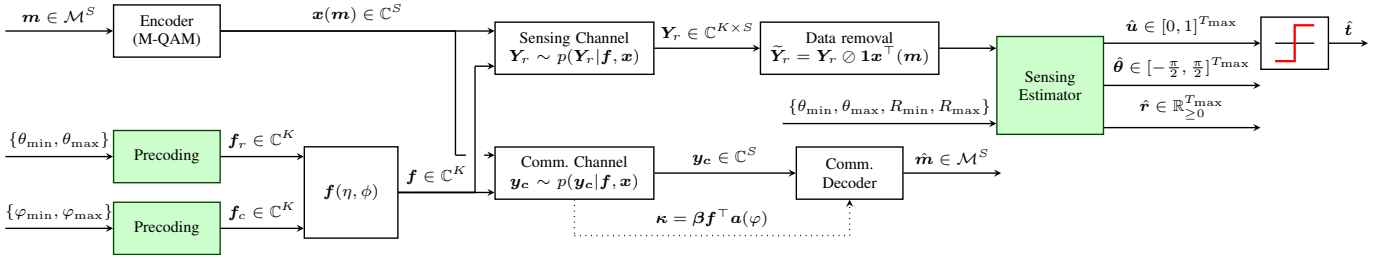 𝒎 ∈ ℳ^S
Encoder
(M-QAM)
𝒙(𝒎) ∈ ℂ^S
Sensing Channel
𝒀_r ∼ p(𝒀_r|𝒇, 𝒙)
𝒀_r ∈ ℂ^{K×S}
Data removal
𝒀̃_r = 𝒀_r ⊘ 𝟏𝒙^⊤(𝒎)
Sensing
Estimator
𝒖̂ ∈ [0, 1]^{T_max}
𝜽̂ ∈ [−π/2, π/2]^{T_max}
𝒓̂ ∈ ℝ_{≥0}^{T_max}
𝒕̂
{θ_min, θ_max, R_min, R_max}
{θ_min, θ_max}
Precoding
𝒇_r ∈ ℂ^K
{φ_min, φ_max}
Precoding
𝒇_c ∈ ℂ^K
𝒇(η, ϕ)
𝒇 ∈ ℂ^K
Comm. Channel
𝒚_𝒄 ∼ p(𝒚_𝒄|𝒇, 𝒙)
𝒚_𝒄 ∈ ℂ^S
Comm.
Decoder
𝒎̂ ∈ ℳ^S
𝜿 = 𝜷𝒇^⊤𝒂(φ)